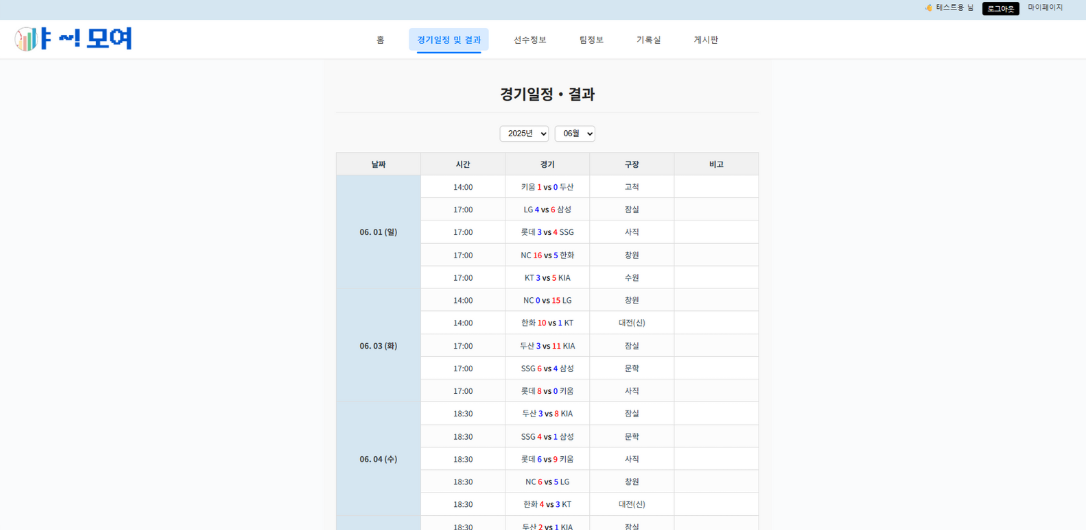 테스트용 님 로그아웃 마이페이지
야 ~! 모여
홈 경기일정 및 결과 선수정보 팀정보 기록실 게시판
경기일정 · 결과
2025년 06월
날짜 시간 경기 구장 비고
06. 01 (일)
14:00 키움 1 vs 0 두산 고척
17:00 LG 4 vs 6 삼성 잠실
17:00 롯데 3 vs 4 SSG 사직
17:00 NC 16 vs 5 한화 창원
17:00 KT 3 vs 5 KIA 수원
06. 03 (화)
14:00 NC 0 vs 15 LG 창원
14:00 한화 10 vs 1 KT 대전(신)
17:00 두산 3 vs 11 KIA 잠실
17:00 SSG 6 vs 4 삼성 문학
17:00 롯데 8 vs 0 키움 사직
06. 04 (수)
18:30 두산 3 vs 8 KIA 잠실
18:30 SSG 4 vs 1 삼성 문학
18:30 롯데 6 vs 9 키움 사직
18:30 NC 6 vs 5 LG 창원
18:30 한화 4 vs 3 KT 대전(신)
18:30 두산 2 vs 1 KIA 잠실